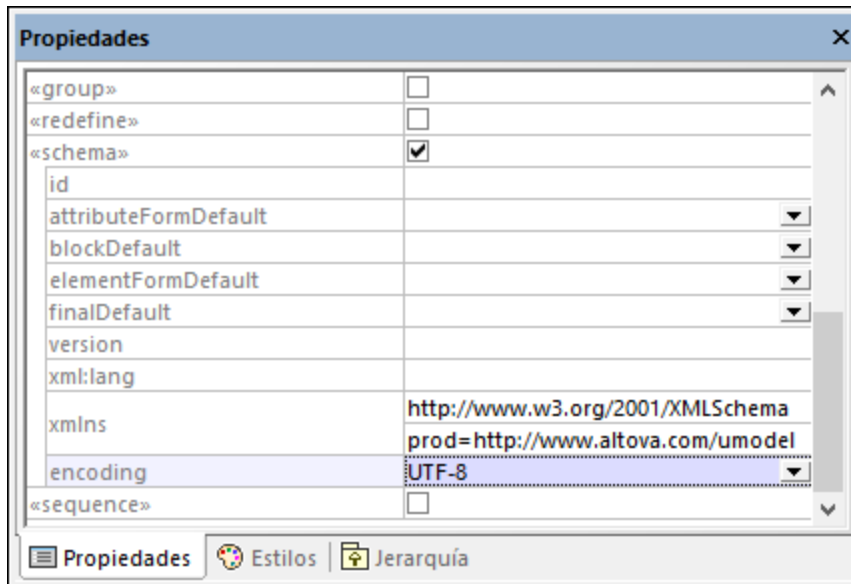 Propiedades
«group»
«redefine»
«schema»
id
attributeFormDefault
blockDefault
elementFormDefault
finalDefault
version
xml:lang
xmlns
http://www.w3.org/2001/XMLSchema
prod=http://www.altova.com/umodel
encoding UTF-8
«sequence»
Propiedades Estilos Jerarquía